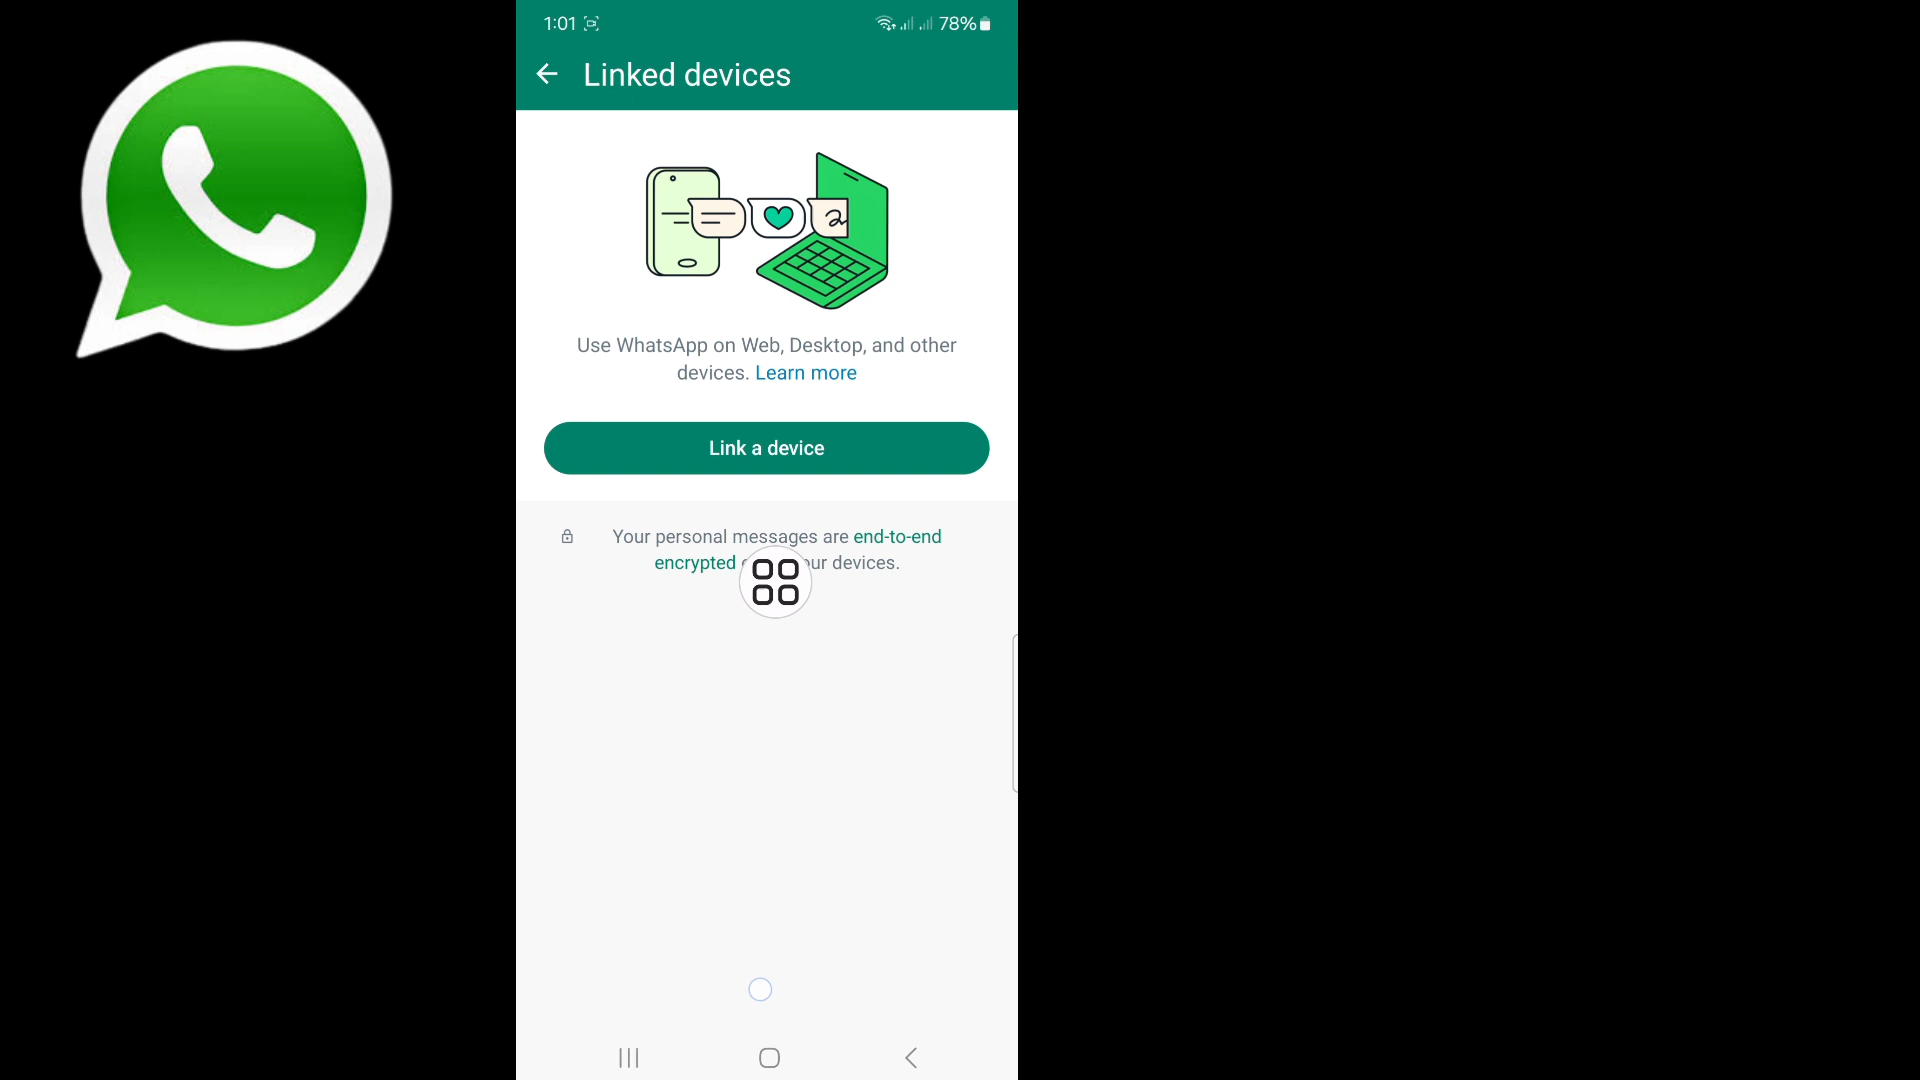 1:01
78%
Linked devices
Use WhatsApp on Web, Desktop, and other
devices. Learn more
Link a device
Your personal messages are end-to-end
encrypted our devices.